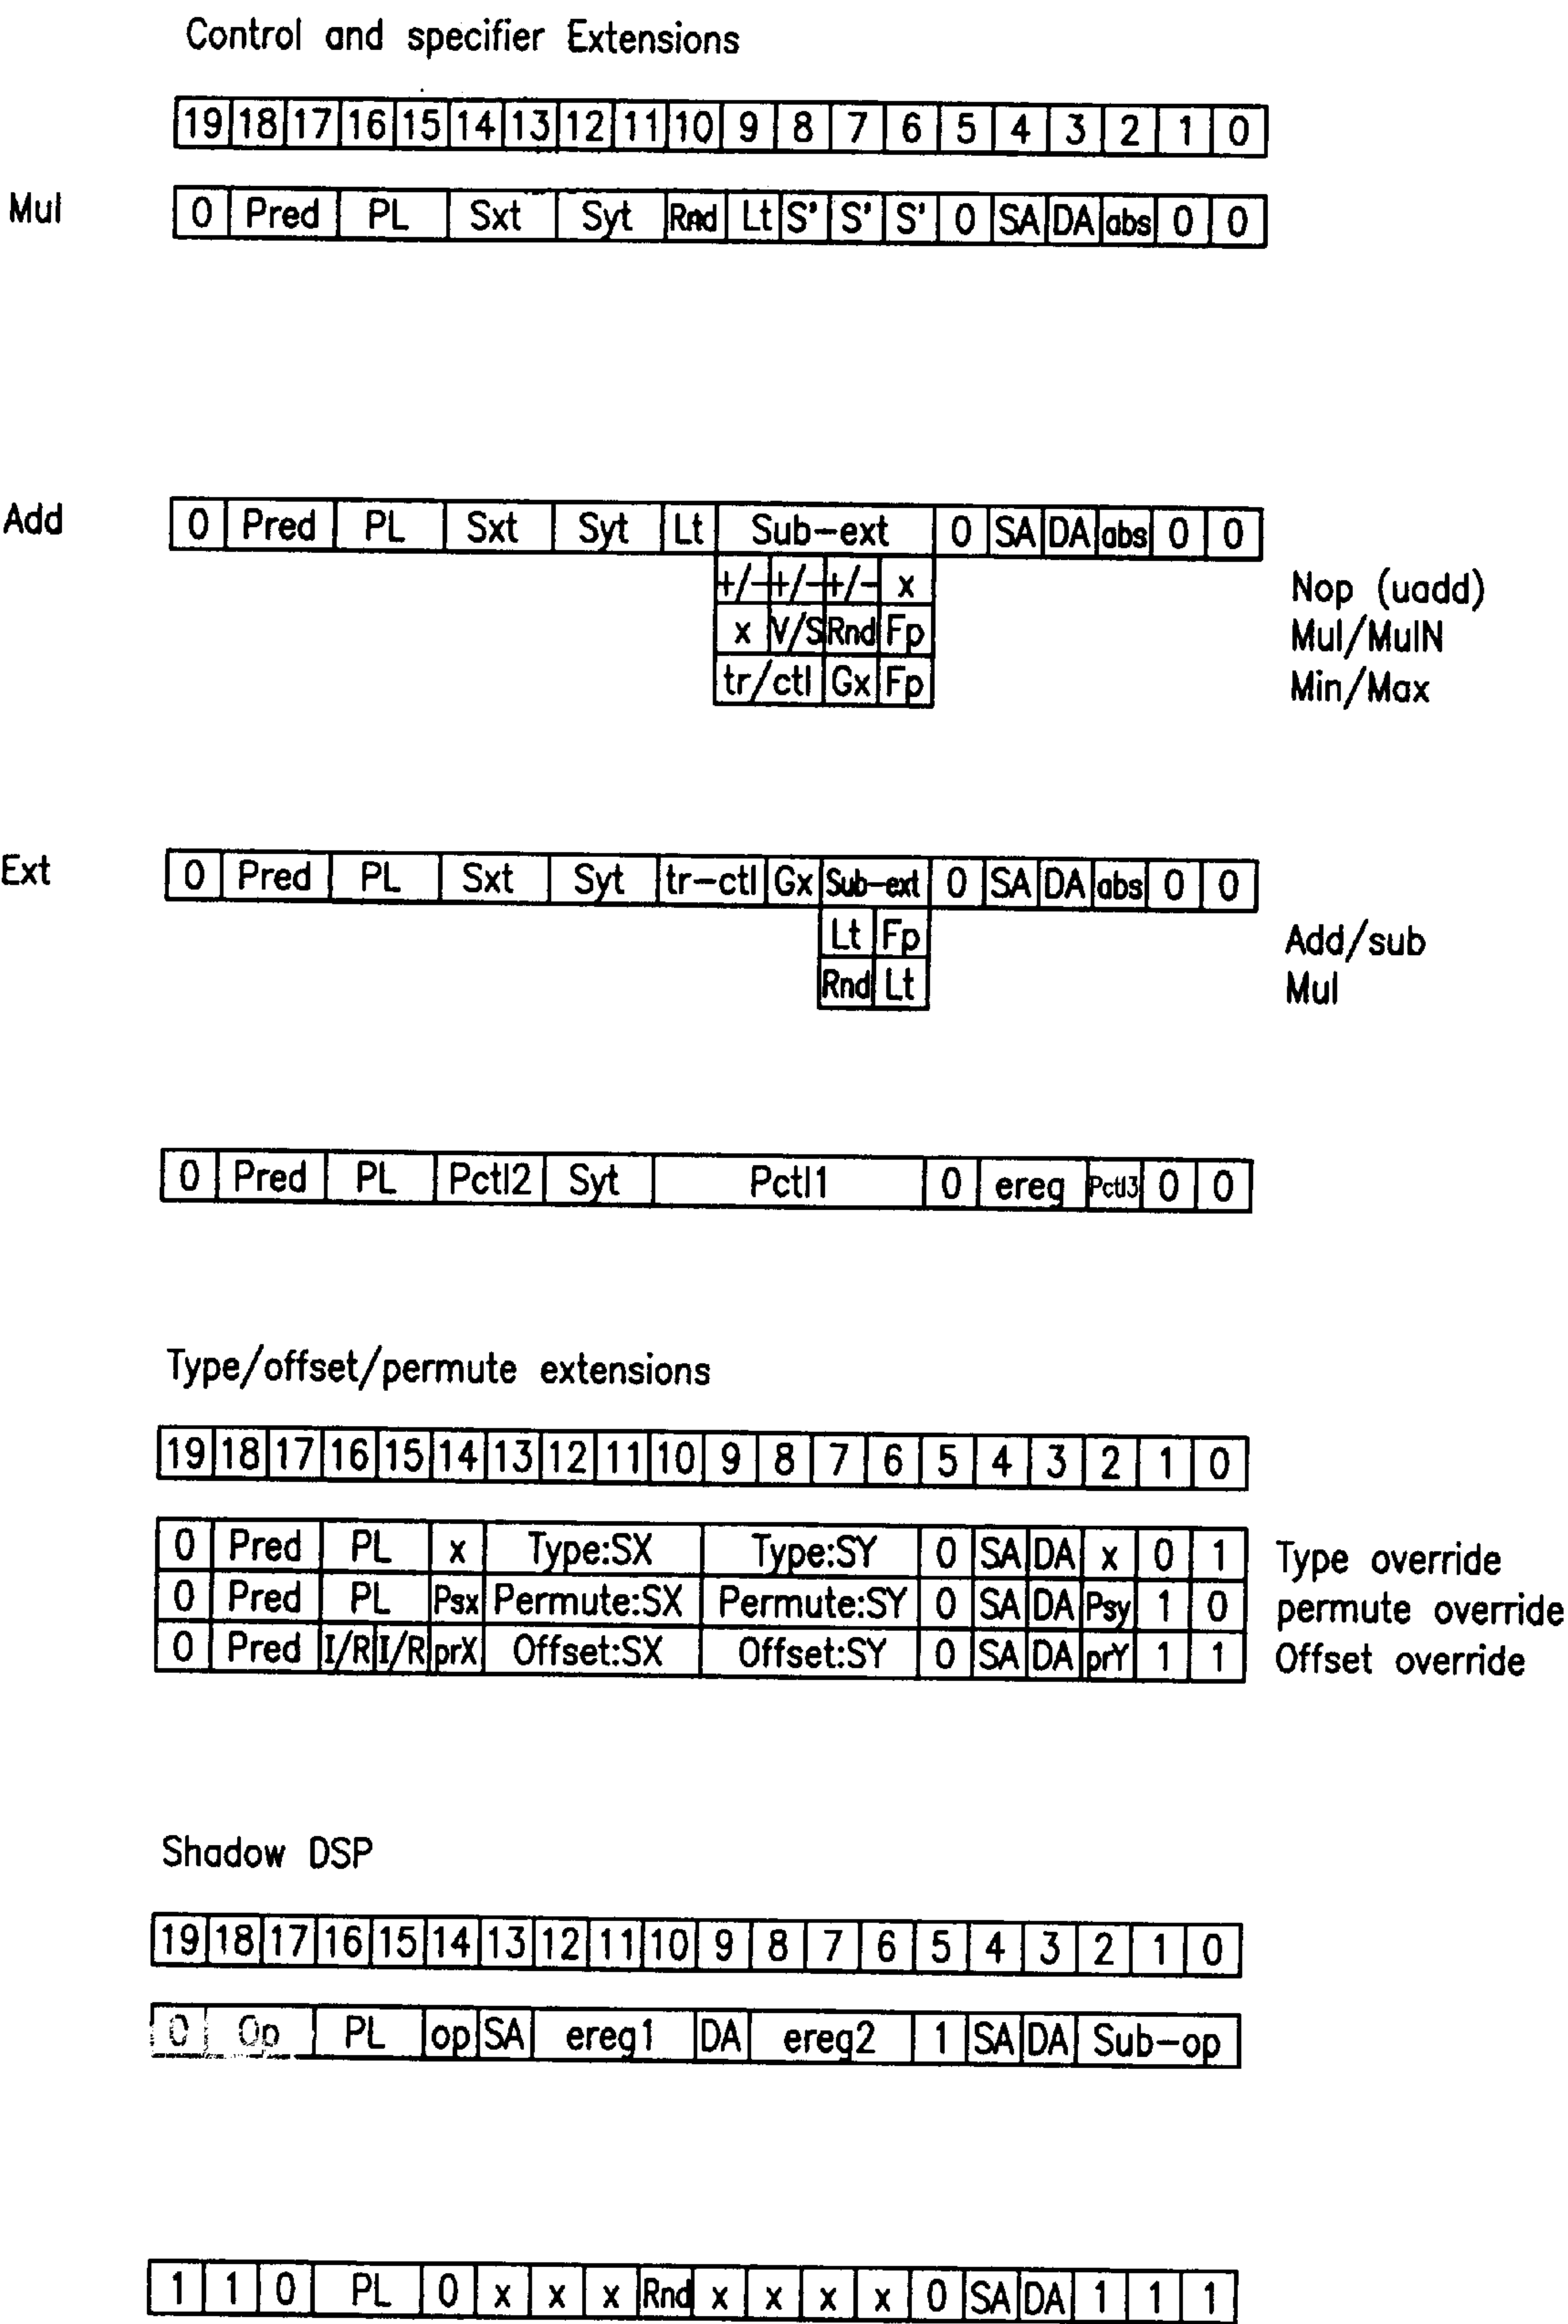 Control and specifier Extensions
19 18 17 16 15 14 13 12 11 10 9 8 7 6 5 4 3 2 1 0
Mul 0 Pred PL Sxt Syt Rnd Lt S' S' S' 0 SA DA abs 0 0
Add 0 Pred PL Sxt Syt Lt Sub-ext 0 SA DA abs 0 0
+/- +/- +/- x Nop (uadd)
x V/S Rnd Fp Mul/MulN
tr/ctl Gx Fp Min/Max
Ext 0 Pred PL Sxt Syt tr-ctl Gx Sub-ext 0 SA DA abs 0 0
Lt Fp Add/sub
Rnd Lt Mul
0 Pred PL Pctl2 Syt Pctl1 0 ereg Pctl3 0 0
Type/offset/permute extensions
19 18 17 16 15 14 13 12 11 10 9 8 7 6 5 4 3 2 1 0
0 Pred PL x Type:SX Type:SY 0 SA DA x 0 1 Type override
0 Pred PL Psx Permute:SX Permute:SY 0 SA DA Psy 1 0 permute override
0 Pred I/R I/R prX Offset:SX Offset:SY 0 SA DA prY 1 1 Offset override
Shadow DSP
19 18 17 16 15 14 13 12 11 10 9 8 7 6 5 4 3 2 1 0
0 Op PL op SA ereg1 DA ereg2 1 SA DA Sub-op
1 1 0 PL 0 x x x Rnd x x x x 0 SA DA 1 1 1